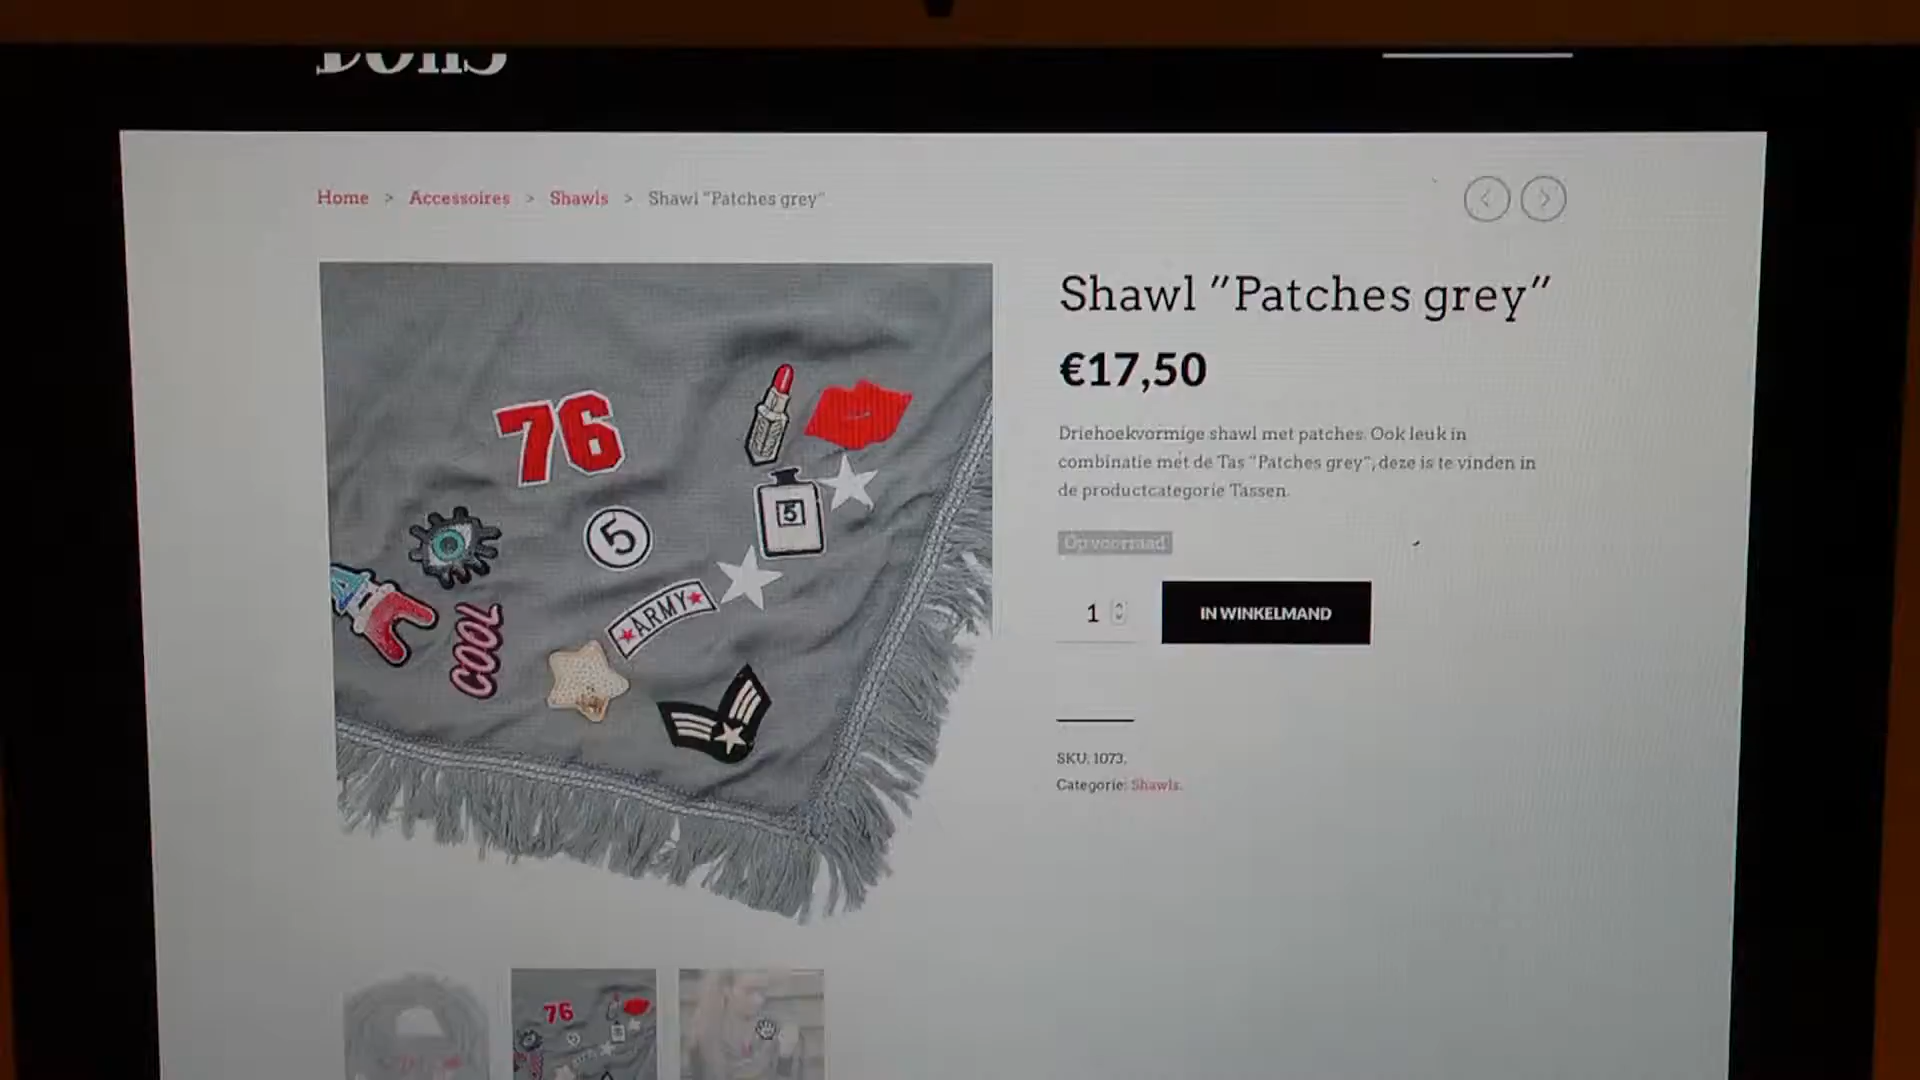 Home > Accessoires > Shawls > Shawl "Patches grey"
Shawl "Patches grey"
€17,50
Driehoekvormige shawl met patches. Ook leuk in
combinatie met de Tas "Patches grey", deze is te vinden in
de productcategorie Tassen.
Op voorraad
1
IN WINKELMAND
SKU: 1073.
Categorie: Shawls.
76
5
5
ARMY
COOL
76